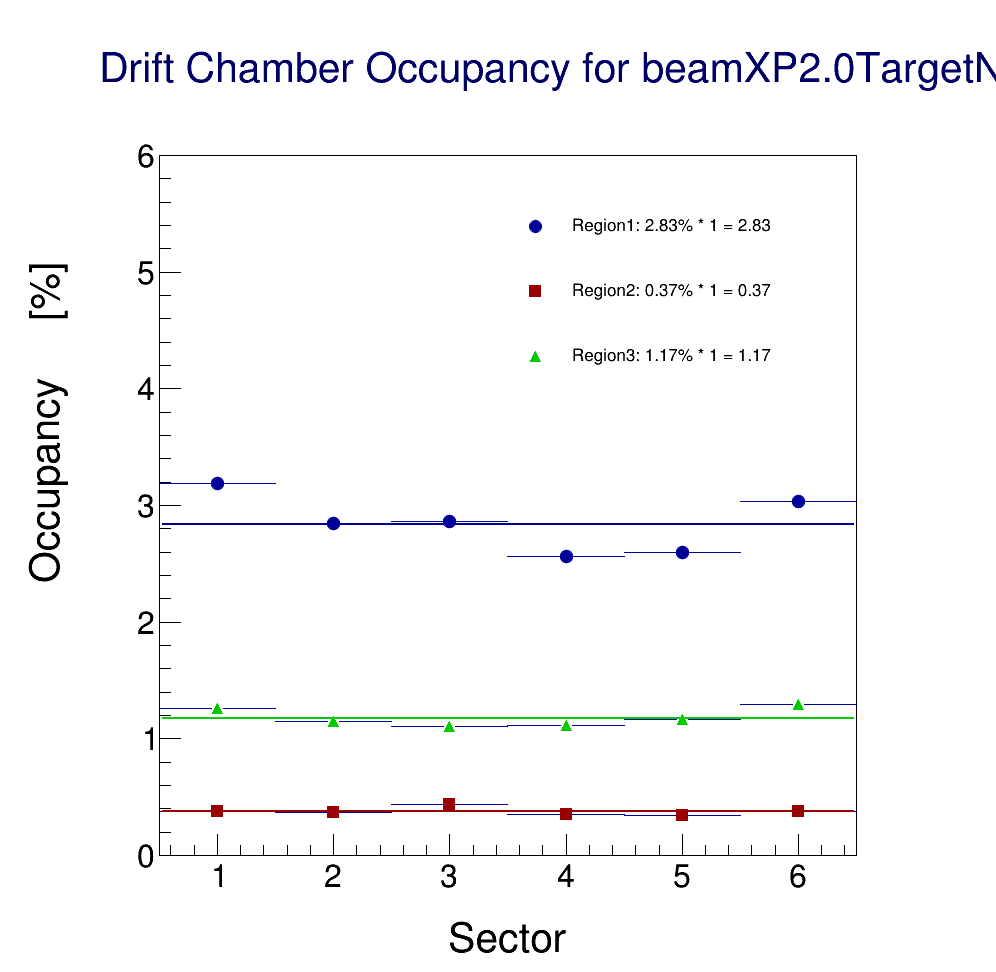 Drift Chamber Occupancy for beamXP2.0TargetN
6
5
4
3
2
1
0
Occupancy [%]
Region1: 2.83% * 1 = 2.83
Region2: 0.37% * 1 = 0.37
Region3: 1.17% * 1 = 1.17
1 2 3 4 5 6
Sector